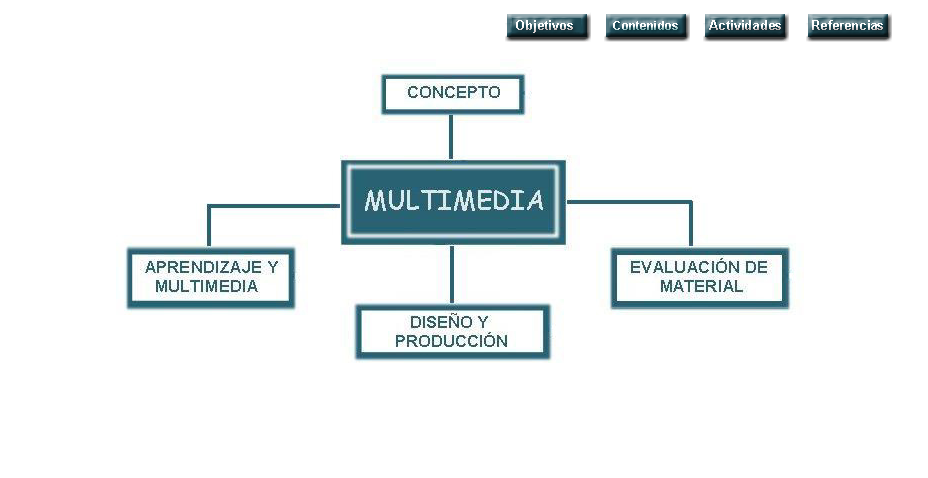 Objetivos Contenidos Actividades Referencias
CONCEPTO
MULTIMEDIA
APRENDIZAJE Y
MULTIMEDIA
EVALUACIÓN DE
MATERIAL
DISEÑO Y
PRODUCCIÓN